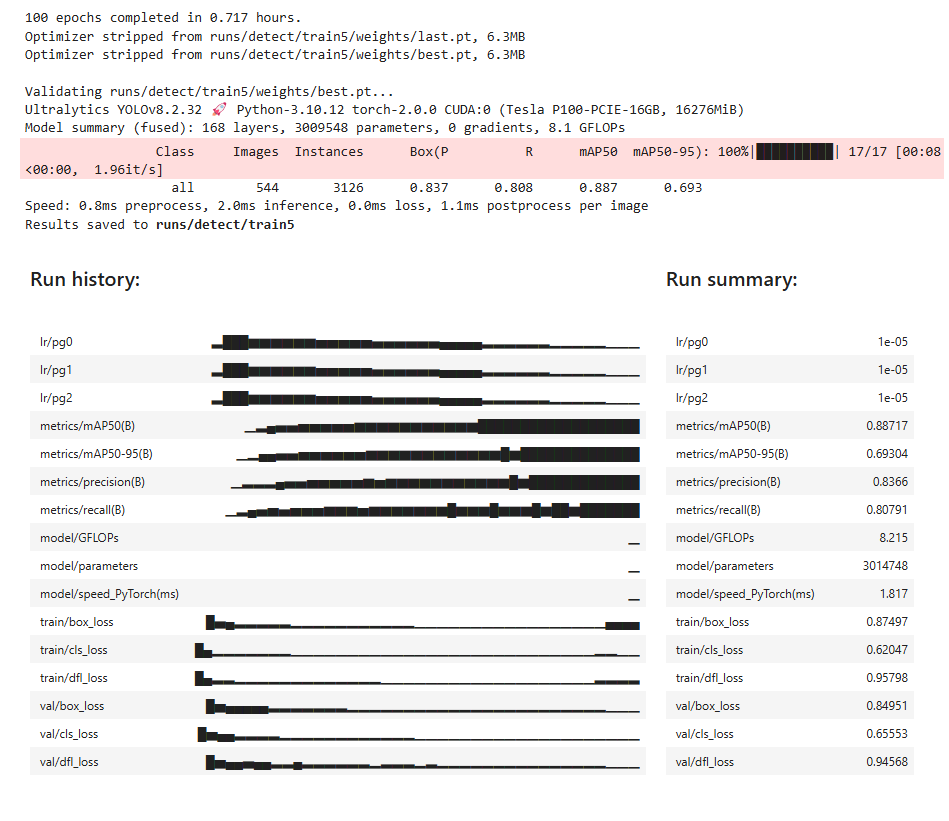 100 epochs completed in 0.717 hours.
Optimizer stripped from runs/detect/train5/weights/last.pt, 6.3MB
Optimizer stripped from runs/detect/train5/weights/best.pt, 6.3MB
Validating runs/detect/train5/weights/best.pt...
Ultralytics YOLOv8.2.32 🚀 Python-3.10.12 torch-2.0.0 CUDA:0 (Tesla P100-PCIE-16GB, 16276MiB)
Model summary (fused): 168 layers, 3009548 parameters, 0 gradients, 8.1 GFLOPs
Class Images Instances Box(P R mAP50 mAP50-95): 100%|██████████| 17/17 [00:08
<00:00, 1.96it/s]
all 544 3126 0.837 0.808 0.887 0.693
Speed: 0.8ms preprocess, 2.0ms inference, 0.0ms loss, 1.1ms postprocess per image
Results saved to runs/detect/train5
Run history:
lr/pg0
lr/pg1
lr/pg2
metrics/mAP50(B)
metrics/mAP50-95(B)
metrics/precision(B)
metrics/recall(B)
model/GFLOPs
model/parameters
model/speed_PyTorch(ms)
train/box_loss
train/cls_loss
train/dfl_loss
val/box_loss
val/cls_loss
val/dfl_loss
Run summary:
lr/pg0 1e-05
lr/pg1 1e-05
lr/pg2 1e-05
metrics/mAP50(B) 0.88717
metrics/mAP50-95(B) 0.69304
metrics/precision(B) 0.8366
metrics/recall(B) 0.80791
model/GFLOPs 8.215
model/parameters 3014748
model/speed_PyTorch(ms) 1.817
train/box_loss 0.87497
train/cls_loss 0.62047
train/dfl_loss 0.95798
val/box_loss 0.84951
val/cls_loss 0.65553
val/dfl_loss 0.94568